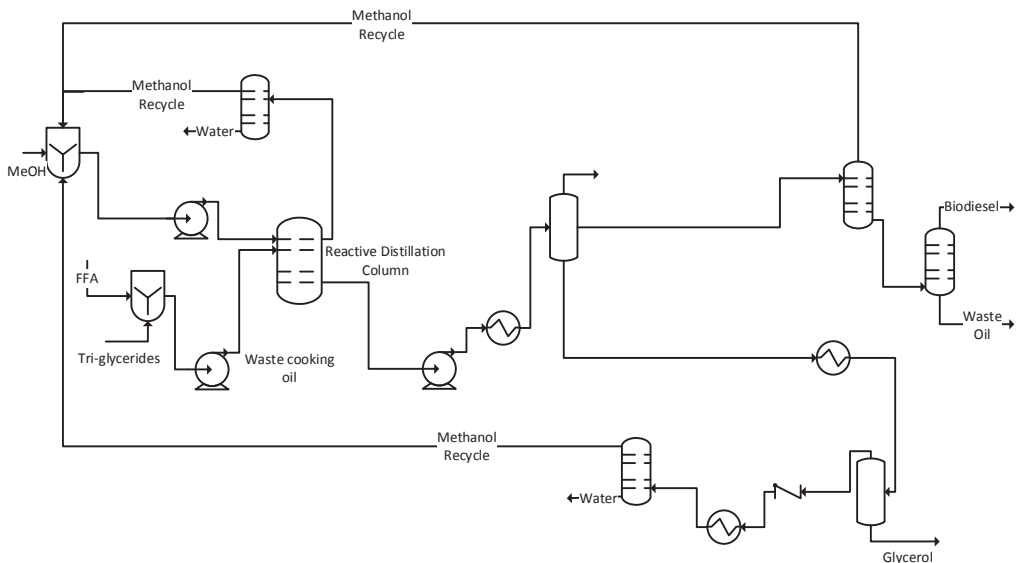 Methanol
Recycle
Methanol
Recycle
Water
MeOH
FFA
Tri-glycerides
Waste cooking
oil
Reactive Distillation
Column
Biodiesel
Waste
Oil
Methanol
Recycle
Water
Glycerol